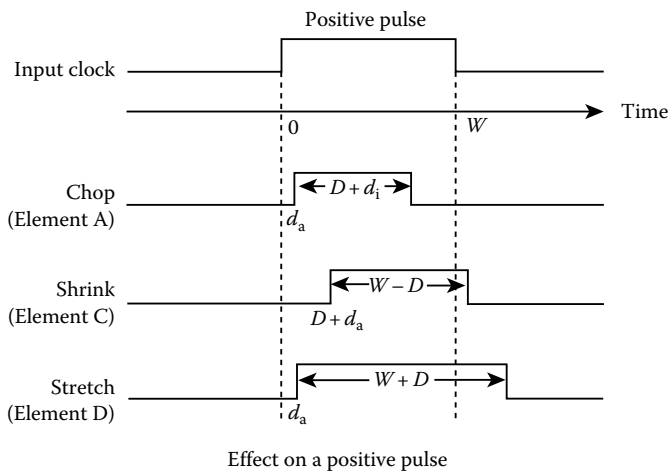 Positive pulse
Input clock
Time
0
W
Chop
(Element A)
D + dᵢ
dₐ
Shrink
(Element C)
W – D
D + dₐ
Stretch
(Element D)
W + D
dₐ
Effect on a positive pulse